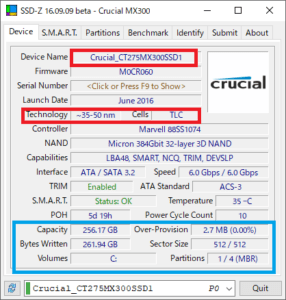 SSD-Z 16.09.09 beta - Crucial MX300
Device S.M.A.R.T. Partitions Benchmark Identify Submit About
Device Name Crucial_CT275MX300SSD1
Firmware M0CR060
Serial Number <Click or Press F9 to Show>
crucial
Launch Date June 2016
Technology ~35-50 nm Cells TLC
Controller Marvell 88SS1074
NAND Micron 384Gbit 32-layer 3D NAND
Capabilities LBA48, SMART, NCQ, TRIM, DEVSLP
Interface ATA / SATA 3.2 Speed 6.0 Gbps / 6.0 Gbps
TRIM Enabled ATA Standard ACS-3
S.M.A.R.T. Status: OK Temperature 35 ~C
POH 5d 19h Power Cycle Count 10
Capacity 256.17 GB Over-Provision 2.7 MB (0.00%)
Bytes Written 261.94 GB Sector Size 512 / 512
Volumes C: Partitions 1 / 4 (MBR)
Crucial_CT275MX300SSD1 P0 Quit